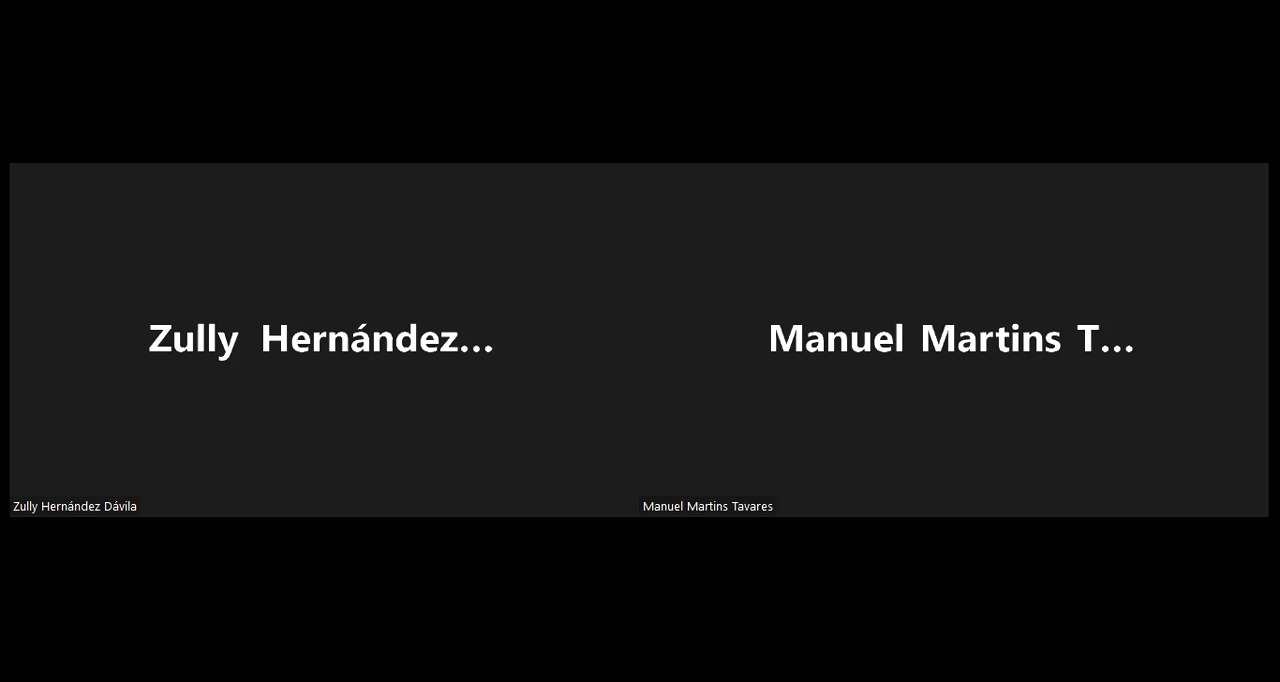 Zully Hernández...
Manuel Martins T...
Zully Hernández Dávila
Manuel Martins Tavares